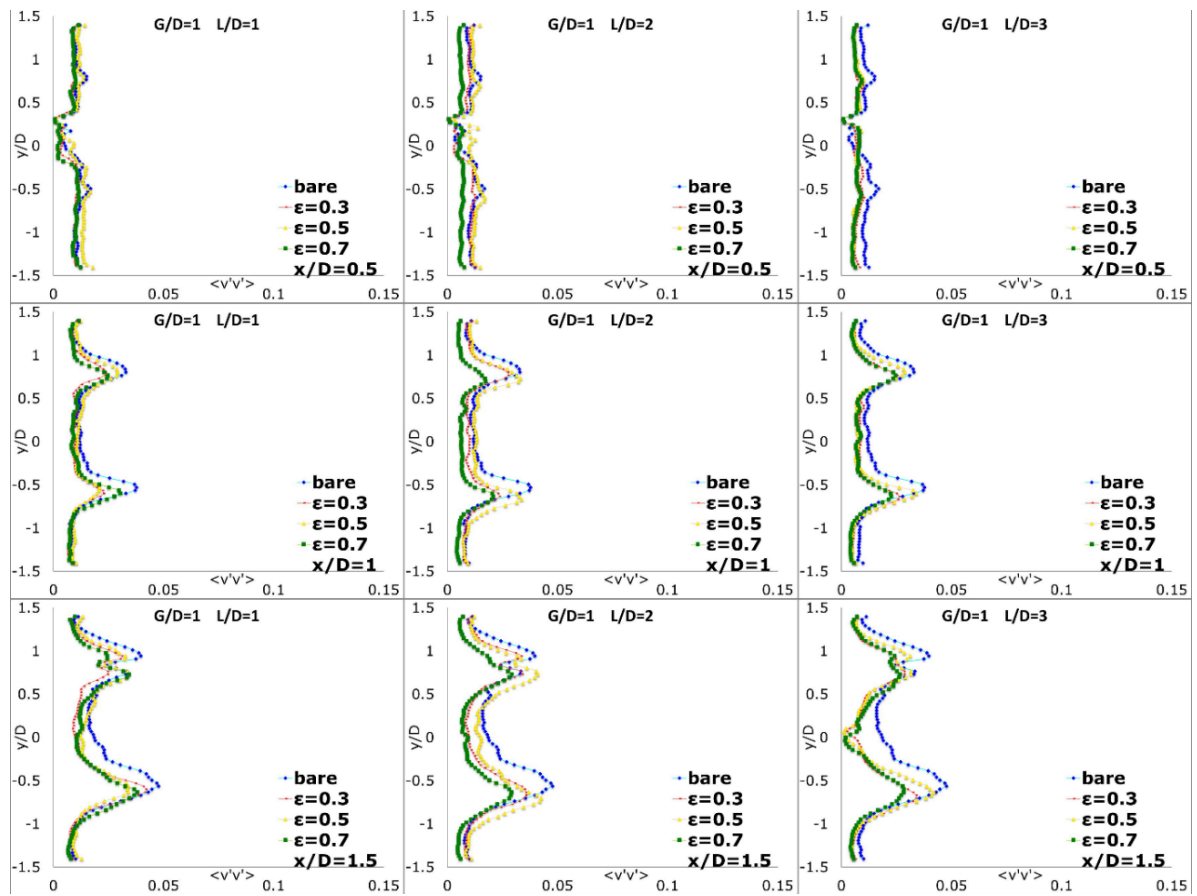 G/D=1 L/D=1
1
0.5
0
-0.5
-1
-1.5
y/D
bare
ε=0.3
ε=0.5
ε=0.7
x/D=0.5
0
0.05
<v'v'>
0.1
0.15
G/D=1 L/D=2
1.5
1
0.5
0
-0.5
-1
-1.5
y/D
bare
ε=0.3
ε=0.5
ε=0.7
x/D=0.5
0
0.05
<v'v'>
0.1
0.15
G/D=1 L/D=3
1.5
1
0.5
0
-0.5
-1
-1.5
y/D
bare
ε=0.3
ε=0.5
ε=0.7
x/D=0.5
0
0.05
<v'v'>
0.1
0.15
G/D=1 L/D=1
1.5
1
0.5
0
-0.5
-1
-1.5
y/D
bare
ε=0.3
ε=0.5
ε=0.7
x/D=1
0
0.05
<v'v'>
0.1
0.15
G/D=1 L/D=2
1.5
1
0.5
0
-0.5
-1
-1.5
y/D
bare
ε=0.3
ε=0.5
ε=0.7
x/D=1
0
0.05
<v'v'>
0.1
0.15
G/D=1 L/D=3
1.5
1
0.5
0
-0.5
-1
-1.5
y/D
bare
ε=0.3
ε=0.5
ε=0.7
x/D=1
0
0.05
<v'v'>
0.1
0.15
G/D=1 L/D=1
1.5
1
0.5
0
-0.5
-1
-1.5
y/D
bare
ε=0.3
ε=0.5
ε=0.7
x/D=1.5
0
0.05
<v'v'>
0.1
0.15
G/D=1 L/D=2
1.5
1
0.5
0
-0.5
-1
-1.5
y/D
bare
ε=0.3
ε=0.5
ε=0.7
x/D=1.5
0
0.05
<v'v'>
0.1
0.15
G/D=1 L/D=3
1.5
1
0.5
0
-0.5
-1
-1.5
y/D
bare
ε=0.3
ε=0.5
ε=0.7
x/D=1.5
0
0.05
<v'v'>
0.1
0.15